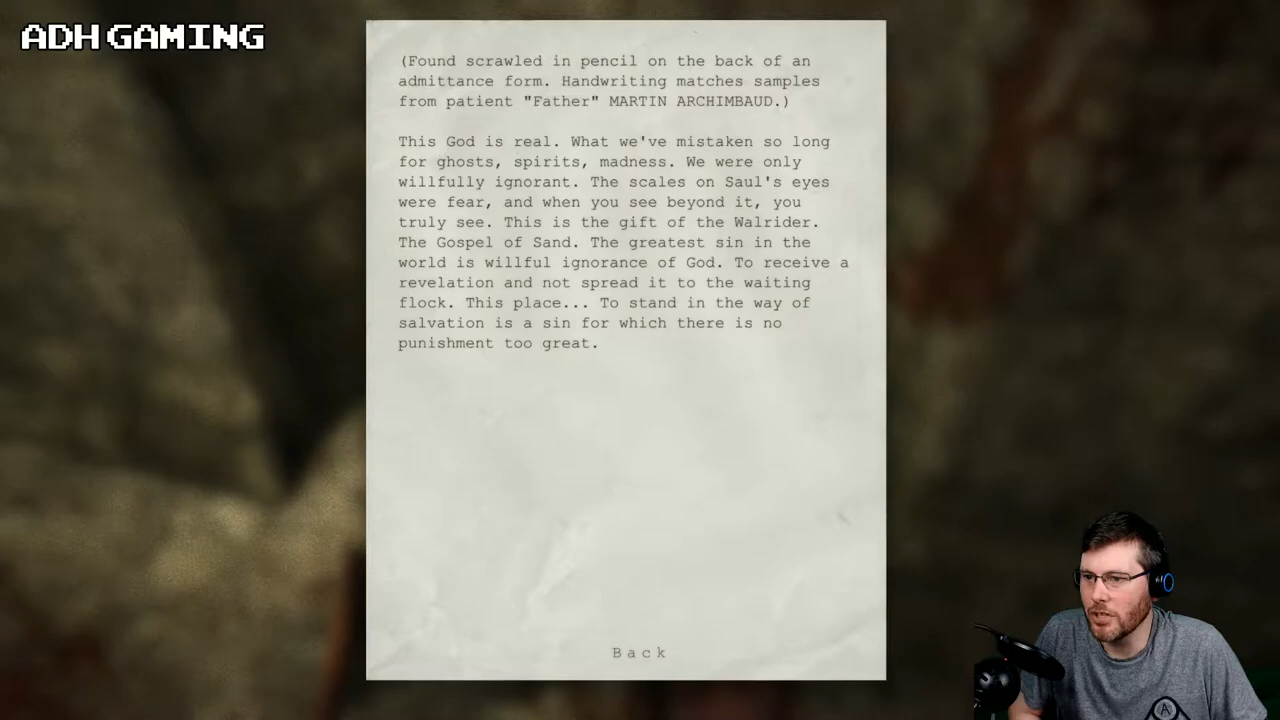 ADH GAMING
(Found scrawled in pencil on the back of an
admittance form. Handwriting matches samples
from patient "Father" MARTIN ARCHIMBAUD.)
This God is real. What we've mistaken so long
for ghosts, spirits, madness. We were only
willfully ignorant. The scales on Saul's eyes
were fear, and when you see beyond it, you
truly see. This is the gift of the Walrider.
The Gospel of Sand. The greatest sin in the
world is willful ignorance of God. To receive a
revelation and not spread it to the waiting
flock. This place... To stand in the way of
salvation is a sin for which there is no
punishment too great.
Back
A